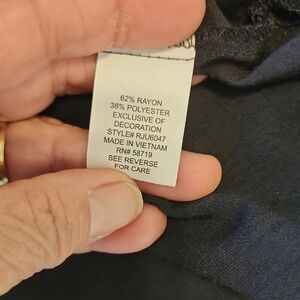 62% RAYON
38% POLYESTER
EXCLUSIVE OF
DECORATION
STYLE# RJU6047
MADE IN VIETNAM
RN# 58719
SEE REVERSE
FOR CARE